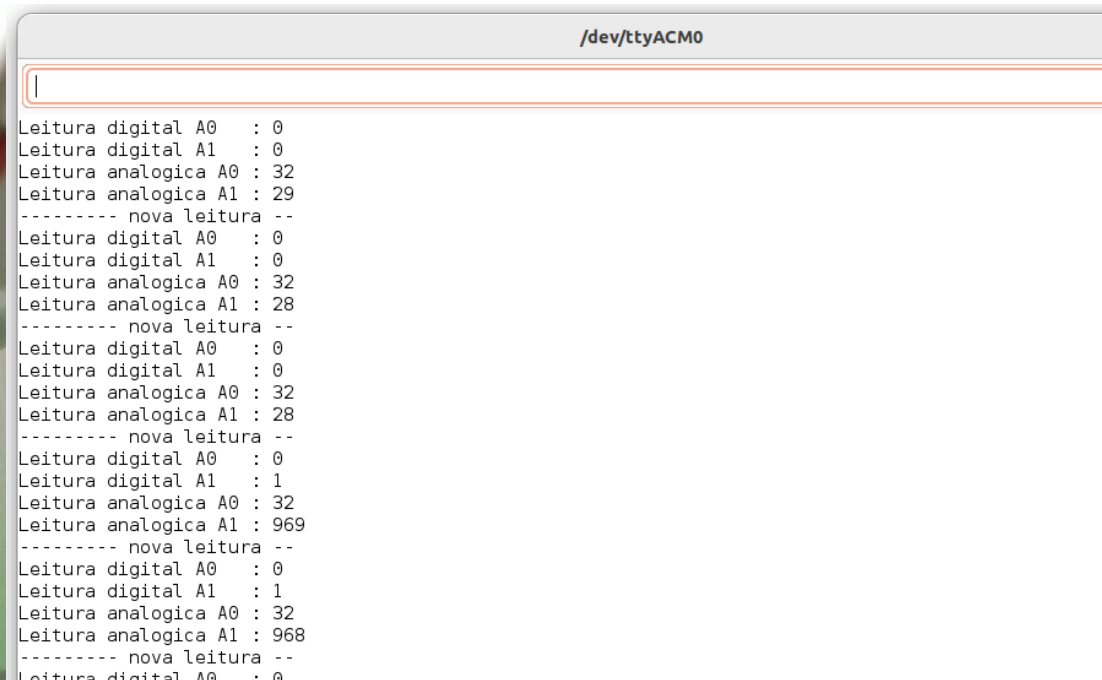 /dev/ttyACM0
Leitura digital A0   : 0
Leitura digital A1   : 0
Leitura analogica A0 : 32
Leitura analogica A1 : 29
--------- nova leitura --
Leitura digital A0   : 0
Leitura digital A1   : 0
Leitura analogica A0 : 32
Leitura analogica A1 : 28
--------- nova leitura --
Leitura digital A0   : 0
Leitura digital A1   : 0
Leitura analogica A0 : 32
Leitura analogica A1 : 28
--------- nova leitura --
Leitura digital A0   : 0
Leitura digital A1   : 1
Leitura analogica A0 : 32
Leitura analogica A1 : 969
--------- nova leitura --
Leitura digital A0   : 0
Leitura digital A1   : 1
Leitura analogica A0 : 32
Leitura analogica A1 : 968
--------- nova leitura --
Leitura digital A0   : 0